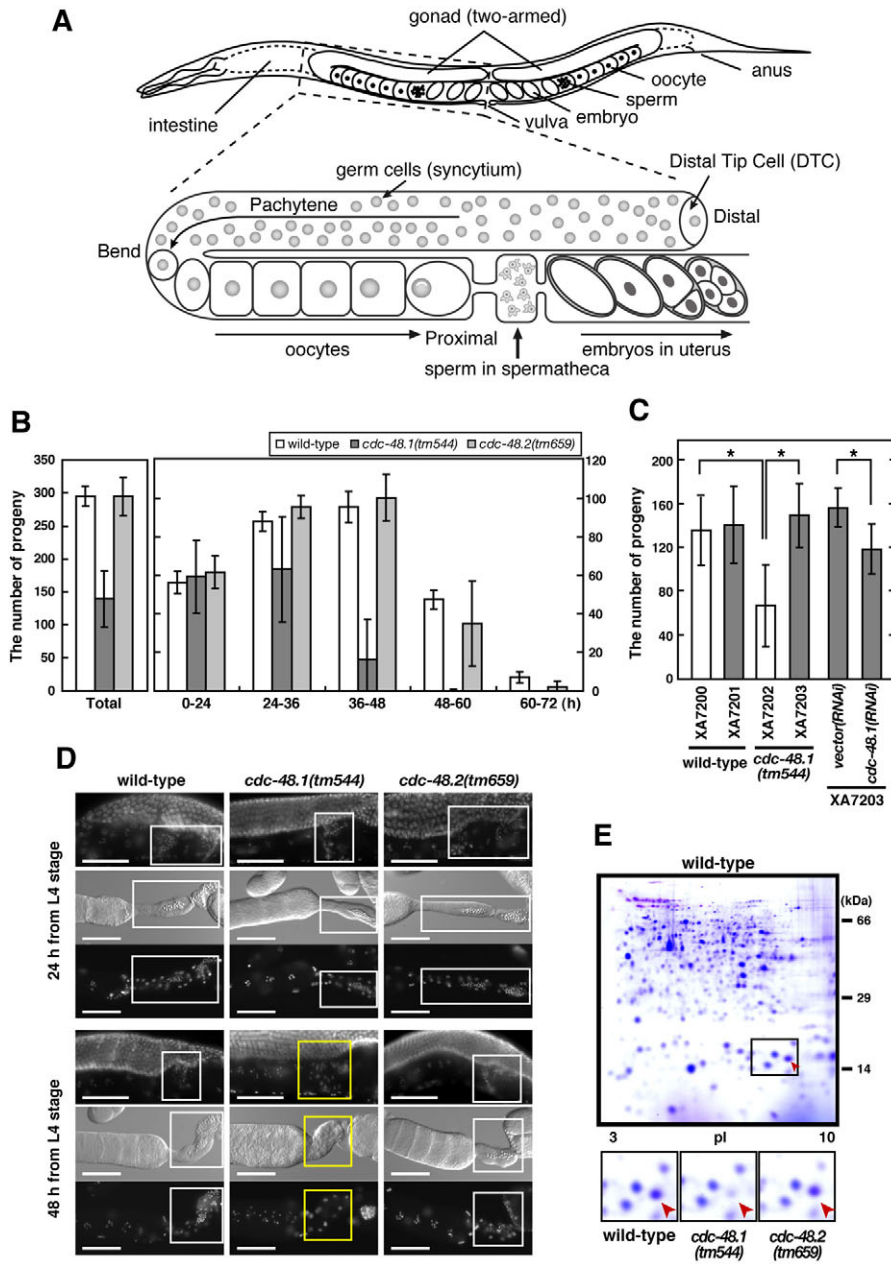 A
gonad (two-armed)
oocyte
anus
sperm
embryo
intestine
vulva
germ cells (syncytium)
Distal Tip Cell (DTC)
Pachytene
Distal
Bend
Proximal
oocytes
embryos in uterus
sperm in spermatheca
B
wild-type cdc-48.1(tm544) cdc-48.2(tm659)
The number of progeny
350
300
250
200
150
100
50
0
120
100
80
60
40
20
0
The number of progeny
Total 0-24 24-36 36-48 48-60 60-72 (h)
C
The number of progeny
200
160
120
80
40
0
* * *
XA7200
XA7201
XA7202
XA7203
vector(RNAi)
cdc-48.1(RNAi)
wild-type
cdc-48.1
(tm544)
XA7203
D
wild-type cdc-48.1(tm544) cdc-48.2(tm659)
24 h from L4 stage
48 h from L4 stage
E
wild-type
(kDa)
66
29
14
3 pI 10
wild-type cdc-48.1 cdc-48.2
(tm544) (tm659)